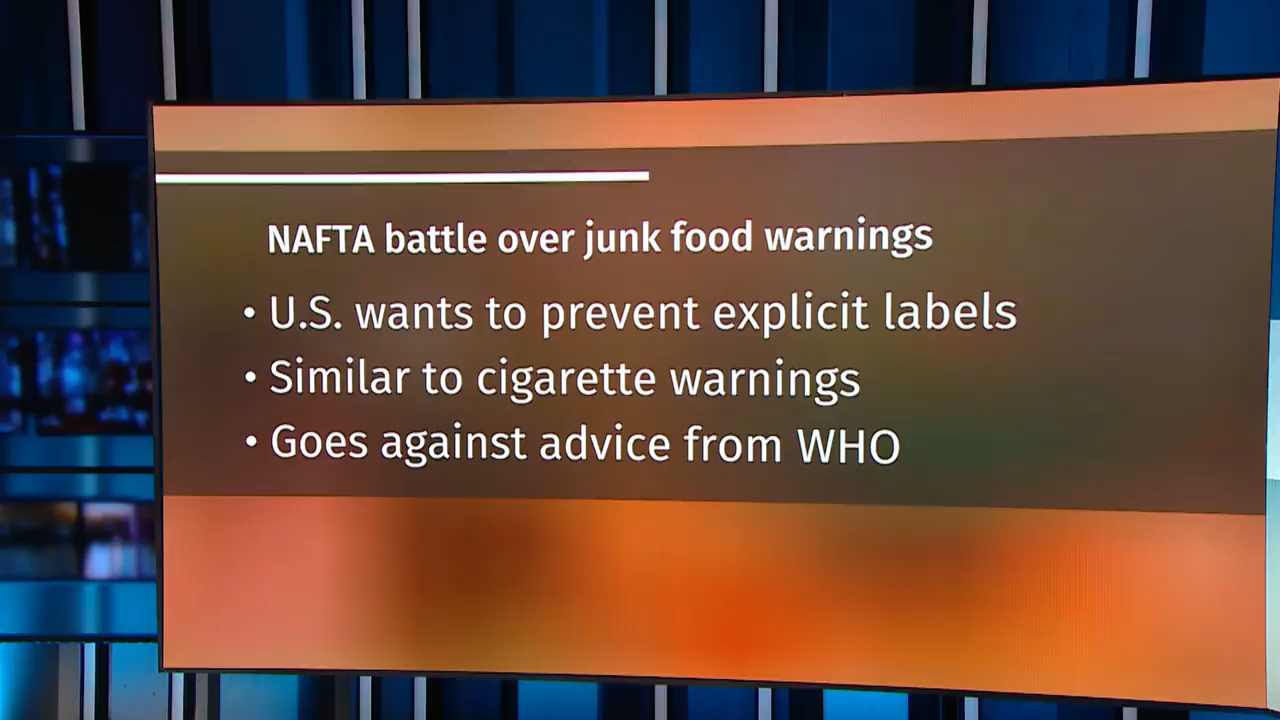 NAFTA battle over junk food warnings
• U.S. wants to prevent explicit labels
• Similar to cigarette warnings
• Goes against advice from WHO